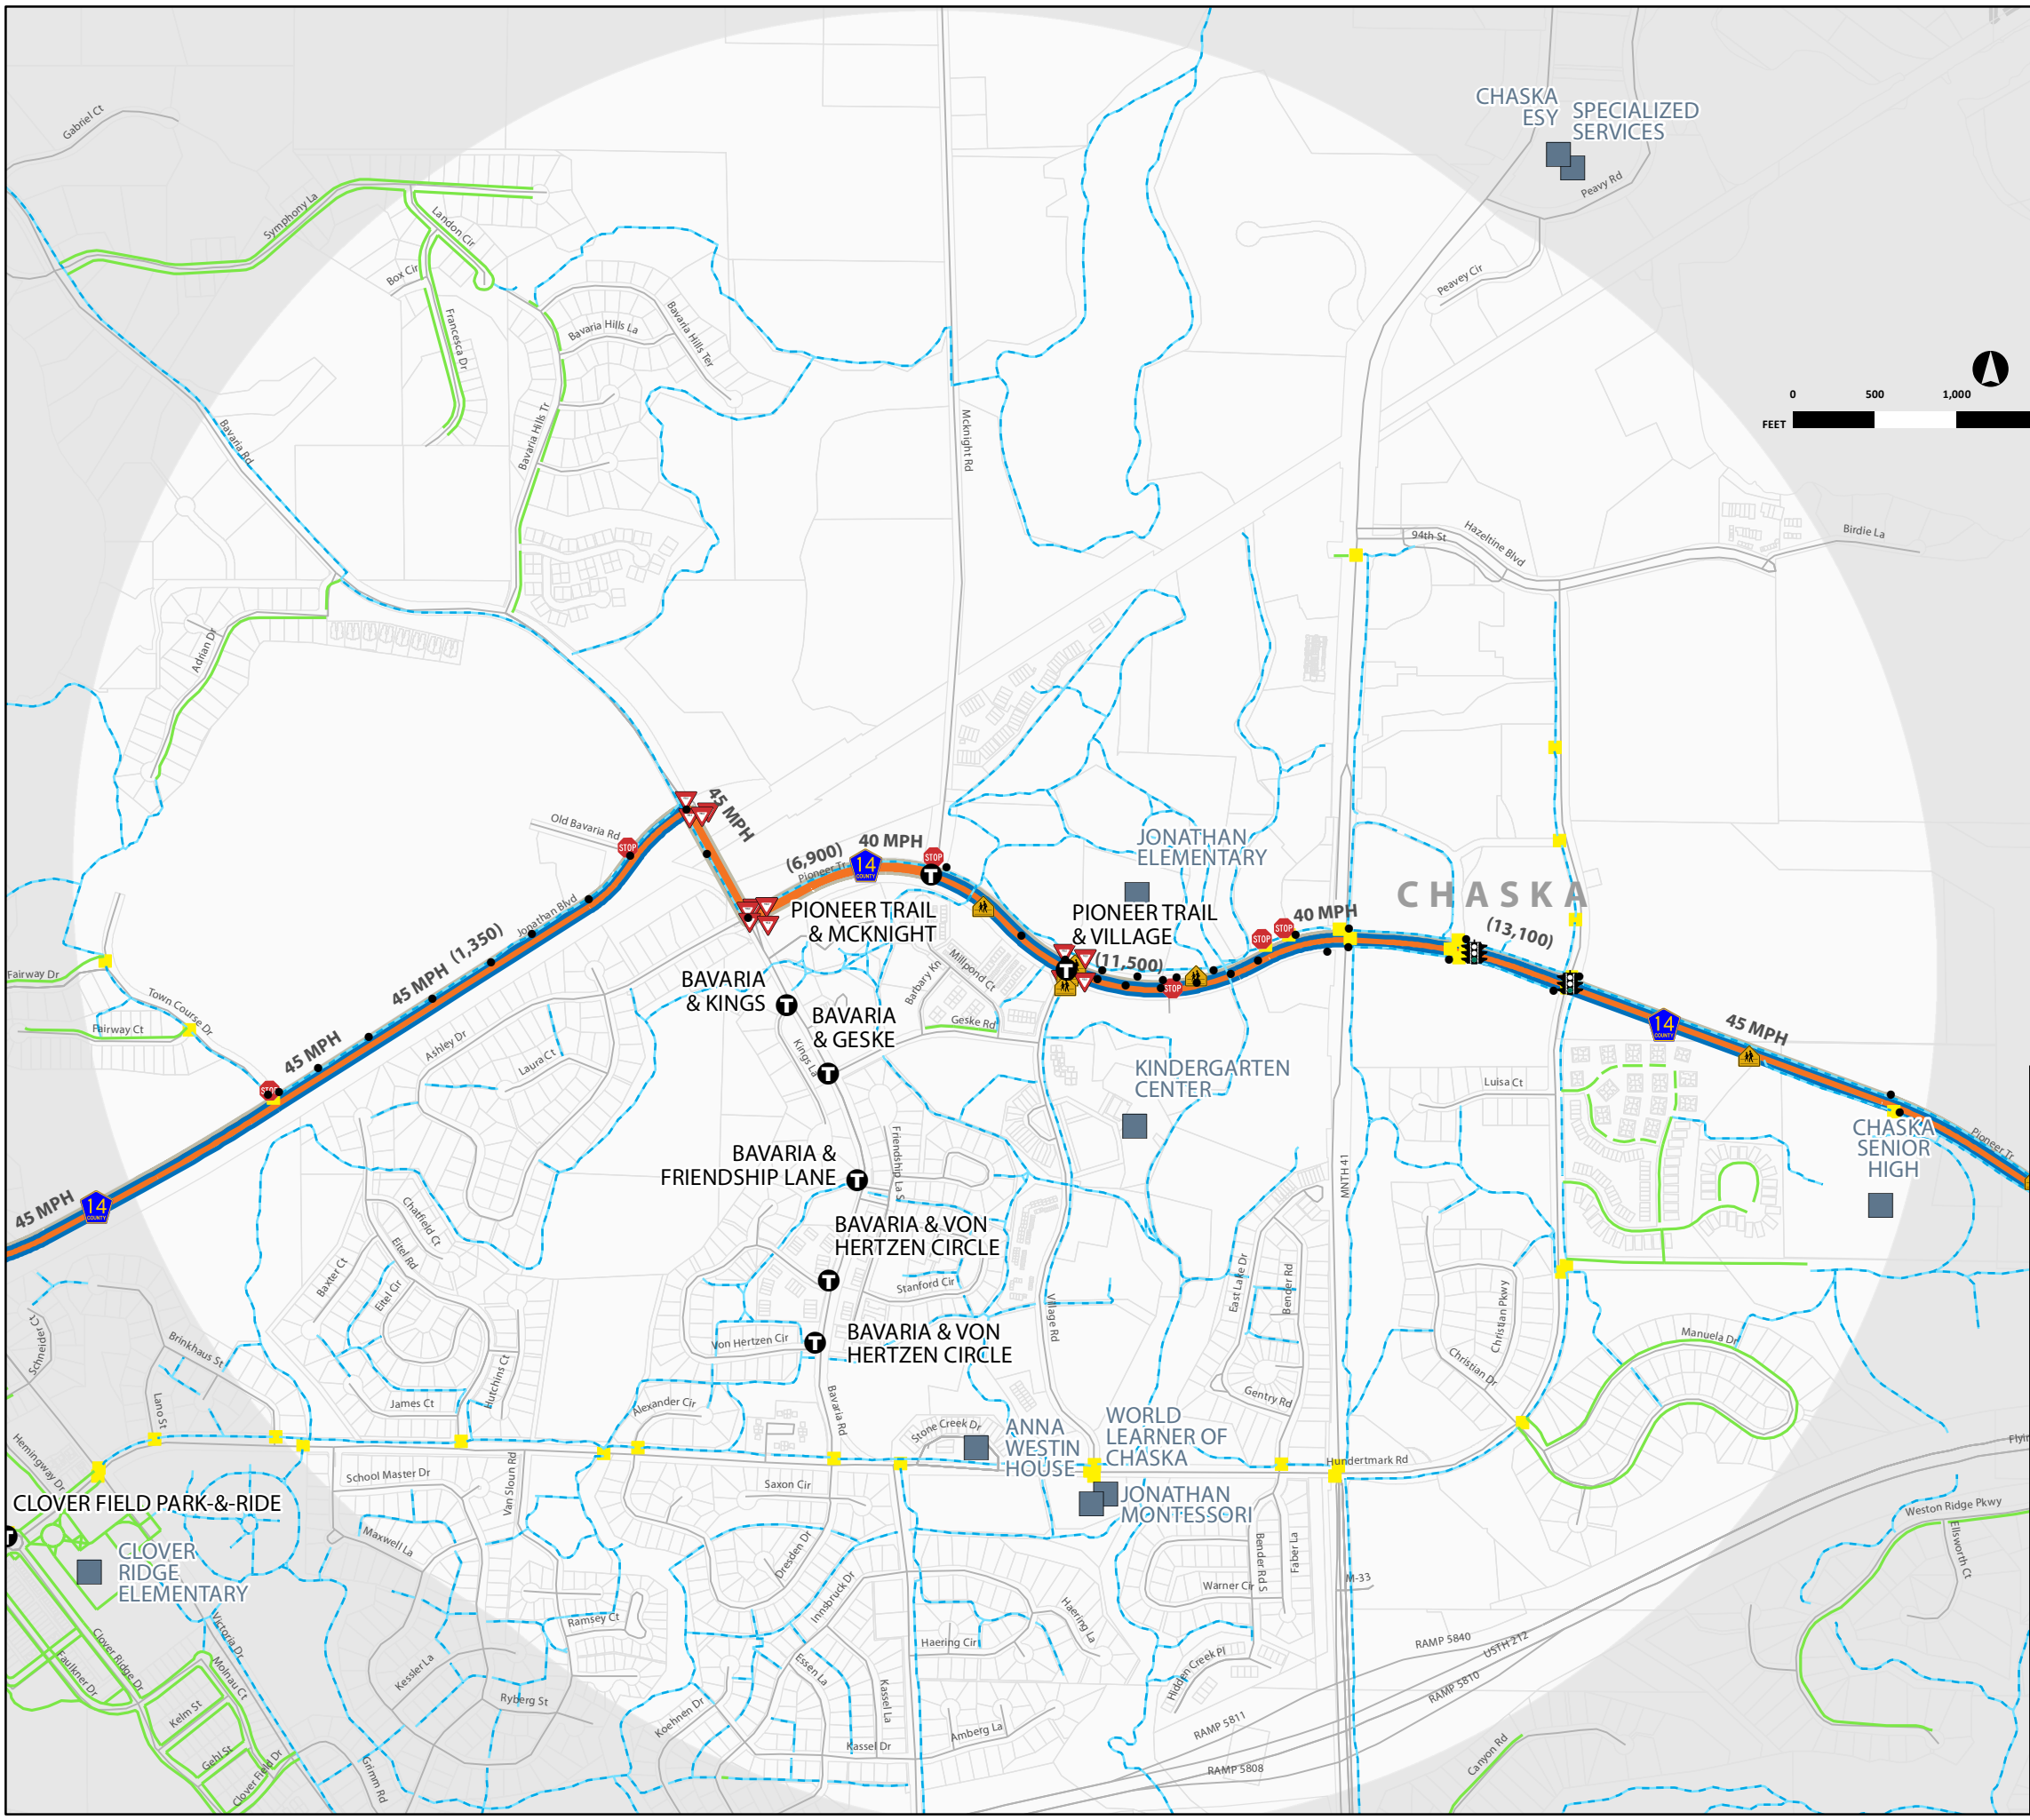 Gabriel Ct
CHASKA
ESY
SPECIALIZED
SERVICES
Peavy Rd
Symphony La
Landon Cir
Box Cir
Peavey Cir
Francesca Dr
Bavaria Hills La
Bavaria Hills Ter
0 500 1,000
FEET
Bavaria Rd
Bavaria Hills Tr
Mcknight Rd
94th St
Hazeltine Blvd
Birdie La
Adrian Dr
Old Bavaria Rd
STOP
45 MPH
(6,900)
Pioneer Tr
14
COUNTY
40 MPH
STOP
T
JONATHAN
ELEMENTARY
CHASKA
PIONEER TRAIL
& MCKNIGHT
PIONEER TRAIL
& VILLAGE
T
(11,500)
STOP
STOP
STOP
40 MPH
(13,100)
Jonathan Blvd
(1,350)
45 MPH
45 MPH
Fairway Dr
Town Course Dr
Fairway Ct
STOP
BAVARIA
& KINGS
T
BAVARIA
& GESKE
T
Barbary Kn
Millpond Ct
Geske Rd
Kings La
Ashley Dr
Laura Ct
14
COUNTY
45 MPH
KINDERGARTEN
CENTER
Luisa Ct
CHASKA
SENIOR
HIGH
Pioneer Tr
45 MPH
14
COUNTY
BAVARIA &
FRIENDSHIP LANE
T
Friendship La S
MNTH 41
Chatfield Ct
Eitel Rd
Baxter Ct
Eitel Cir
BAVARIA & VON
HERTZEN CIRCLE
T
Stanford Cir
East Lake Dr
Bender Rd
Village Rd
Christian Pkwy
Manuela Dr
Schneider Ct
Brinkhaus St
Von Hertzen Cir
T
BAVARIA & VON
HERTZEN CIRCLE
Christian Dr
Gentry Rd
Hutchins Ct
James Ct
Lano St
Alexander Cir
Bavaria Rd
Stone Creek Dr
ANNA
WESTIN
HOUSE
WORLD
LEARNER OF
CHASKA
Hemingway Dr
School Master Dr
Van Sloun Rd
Saxon Cir
Hundertmark Rd
JONATHAN
MONTESSORI
CLOVER FIELD PARK-&-RIDE
T
Weston Ridge Pkwy
Ellsworth Ct
CLOVER
RIDGE
ELEMENTARY
Maxwell La
Dresden Dr
Innsbruck Dr
Bender Rd S
Faber La
Warner Cir
M-33
Victoria Dr
Clover Ridge Dr
Faulkner Dr
Molnau Ct
Ramsey Ct
Haering Cir
Haering La
RAMP 5840
USTH 212
RAMP 5810
Hidden Creek Pl
Kessler La
Essen La
Kassel La
Kelm St
Ryberg St
Koehnen Dr
Amberg La
RAMP 5811
Gehl St
Clover Field Dr
Grimm Rd
Kassel Dr
RAMP 5808
Canyon Rd